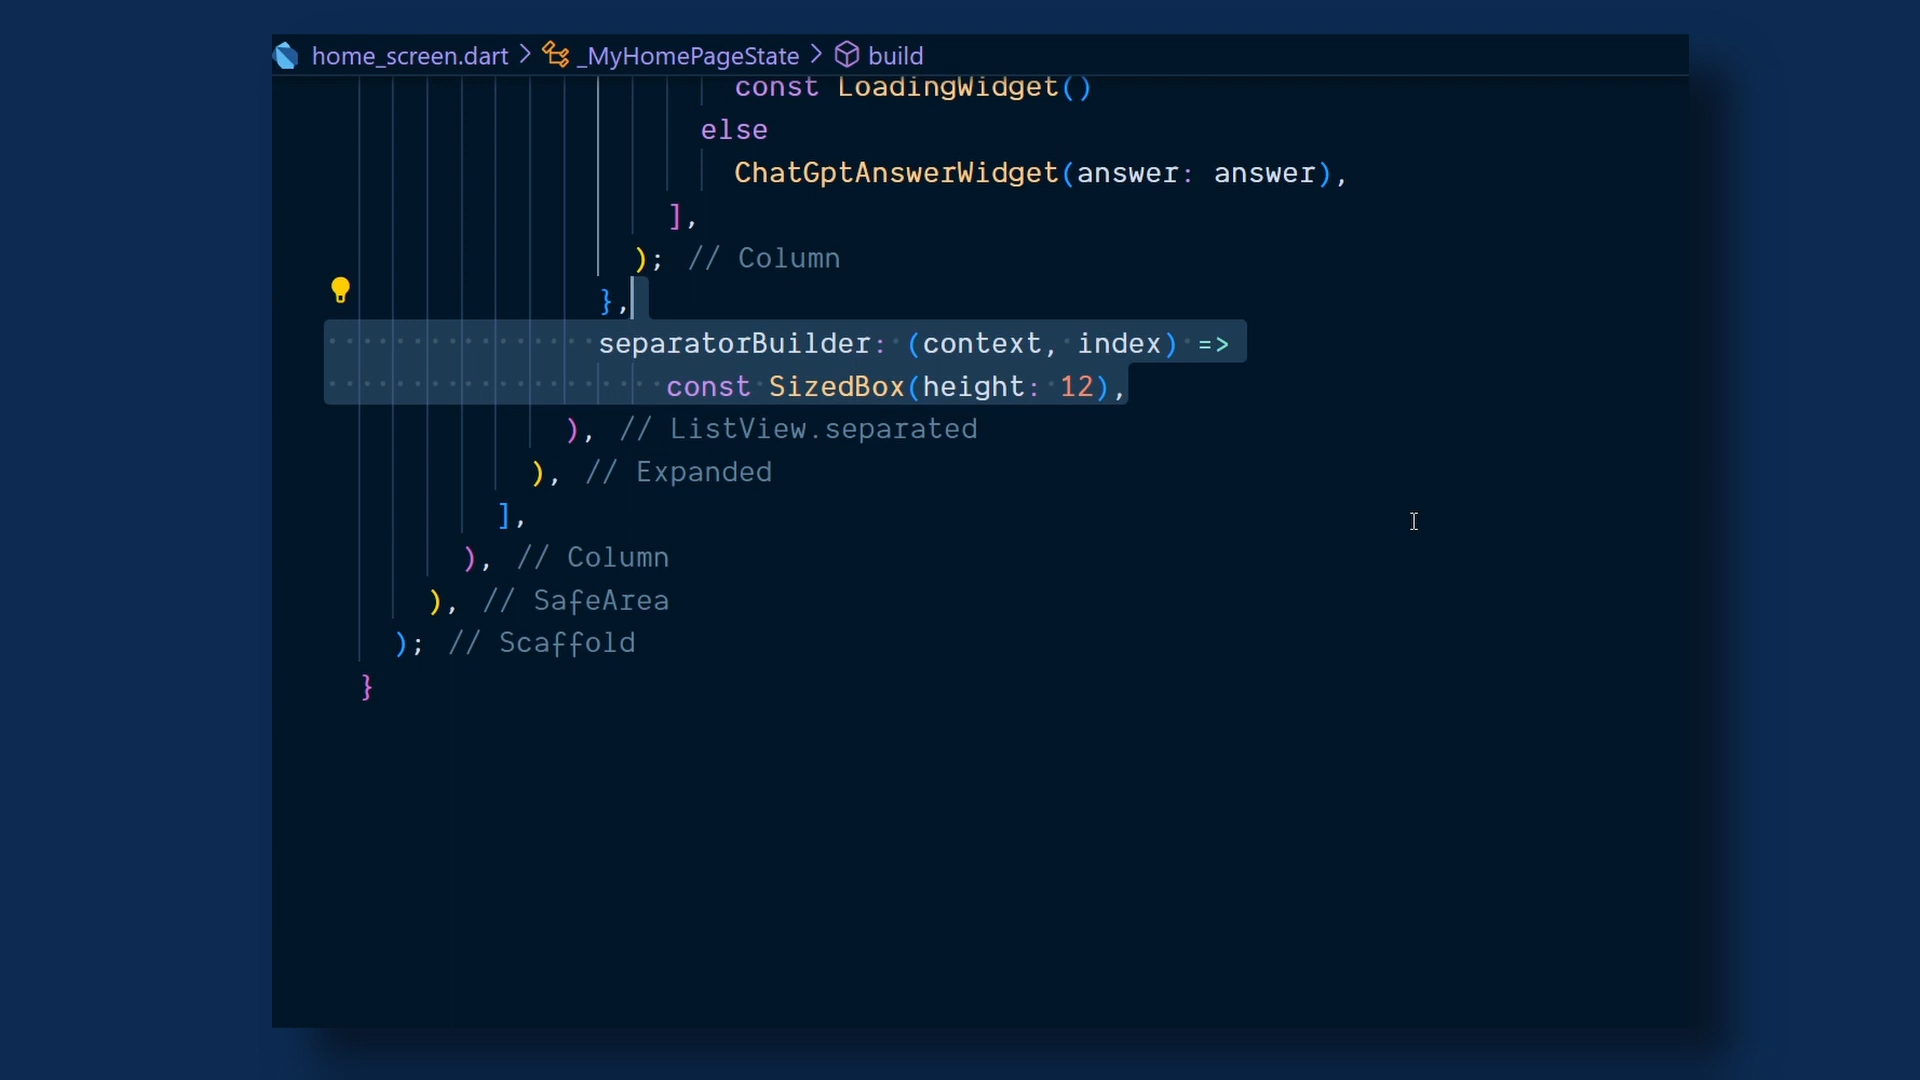 home_screen.dart > _MyHomePageState > build
const LoadingWidget()
else
ChatGptAnswerWidget(answer: answer),
],
); // Column
},
separatorBuilder: (context, index) =>
const SizedBox(height: 12),
), // ListView.separated
), // Expanded
],
), // Column
), // SafeArea
); // Scaffold
}